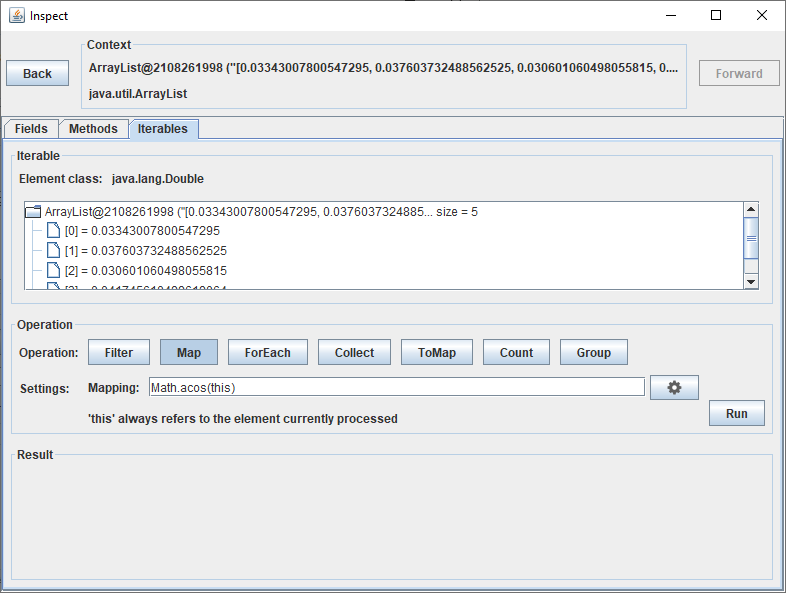 Inspect
Context
Back
ArrayList@2108261998 ("[0.03343007800547295, 0.037603732488562525, 0.030601060498055815, 0....
Forward
java.util.ArrayList
Fields Methods Iterables
Iterable
Element class: java.lang.Double
ArrayList@2108261998 ("[0.03343007800547295, 0.0376037324885... size = 5
[0] = 0.03343007800547295
[1] = 0.037603732488562525
[2] = 0.030601060498055815
Operation
Operation: Filter Map ForEach Collect ToMap Count Group
Settings: Mapping: Math.acos(this)
'this' always refers to the element currently processed
Run
Result